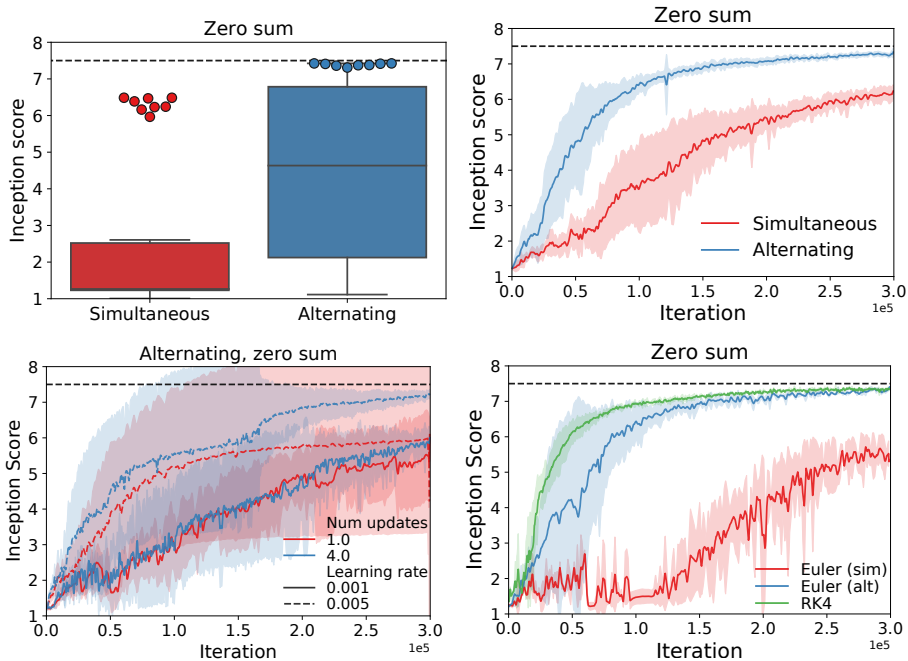 Zero sum
Inception score
8
7
6
5
4
3
2
1
Simultaneous
Alternating
Zero sum
Inception score
8
7
6
5
4
3
2
1
Simultaneous
Alternating
0.0 0.5 1.0 1.5 2.0 2.5 3.0
Iteration
1e5
Alternating, zero sum
Inception Score
8
7
6
5
4
3
2
1
Num updates
1.0
4.0
Learning rate
0.001
0.005
0.0 0.5 1.0 1.5 2.0 2.5 3.0
Iteration
1e5
Zero sum
Inception Score
8
7
6
5
4
3
2
1
Euler (sim)
Euler (alt)
RK4
0.0 0.5 1.0 1.5 2.0 2.5 3.0
Iteration
1e5